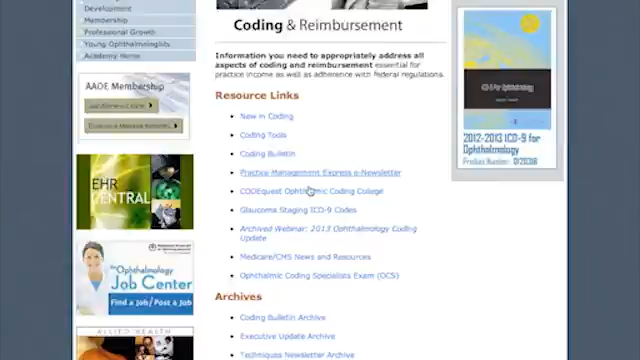 Development
Membership
Professional Growth
Young Ophthalmologists
Academy Home
AAOE Membership
EHR
CENTRAL
Ophthalmology
Job Center
Find a Job/Post a Job
ALLIED HEALTH
Coding & Reimbursement
Information you need to appropriately address all
aspects of coding and reimbursement essential for
practice income as well as adherence with federal regulations.
Resource Links
New in Coding
Coding Tools
Coding Bulletin
Practice Management Express e-Newsletter
CODEquest Ophthalmic Coding College
Glaucoma Staging ICD-9 Codes
Archived Webinar: 2013 Ophthalmology Coding
Update
Medicare/CMS News and Resources
Ophthalmic Coding Specialists Exam (OCS)
Archives
Coding Bulletin Archive
Executive Update Archive
Techniques Newsletter Archive
2012-2013 ICD-9 for
Ophthalmology
Product Number: